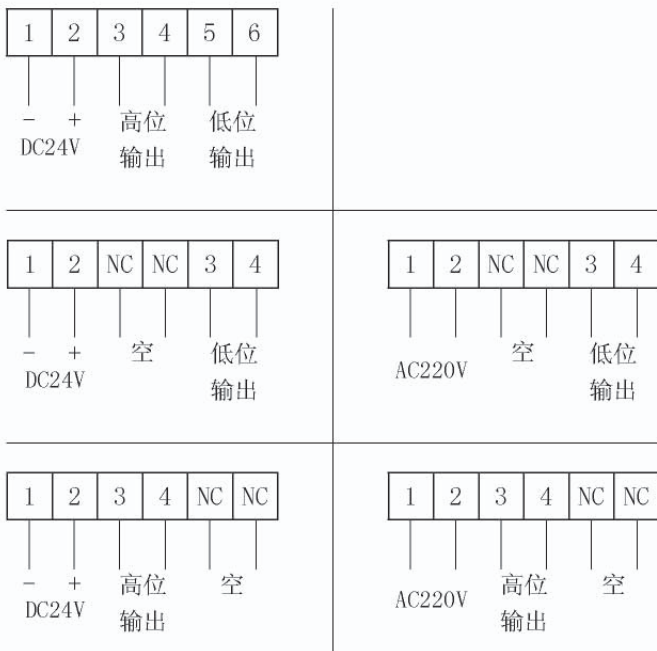 1 2 3 4 5 6
- + 高位 低位
DC24V 输出 输出
1 2 NC NC 3 4
- + 空 低位
DC24V 输出
1 2 NC NC 3 4
AC220V 空 低位
输出
1 2 3 4 NC NC
- + 高位 空
DC24V 输出
1 2 3 4 NC NC
AC220V 高位 空
输出